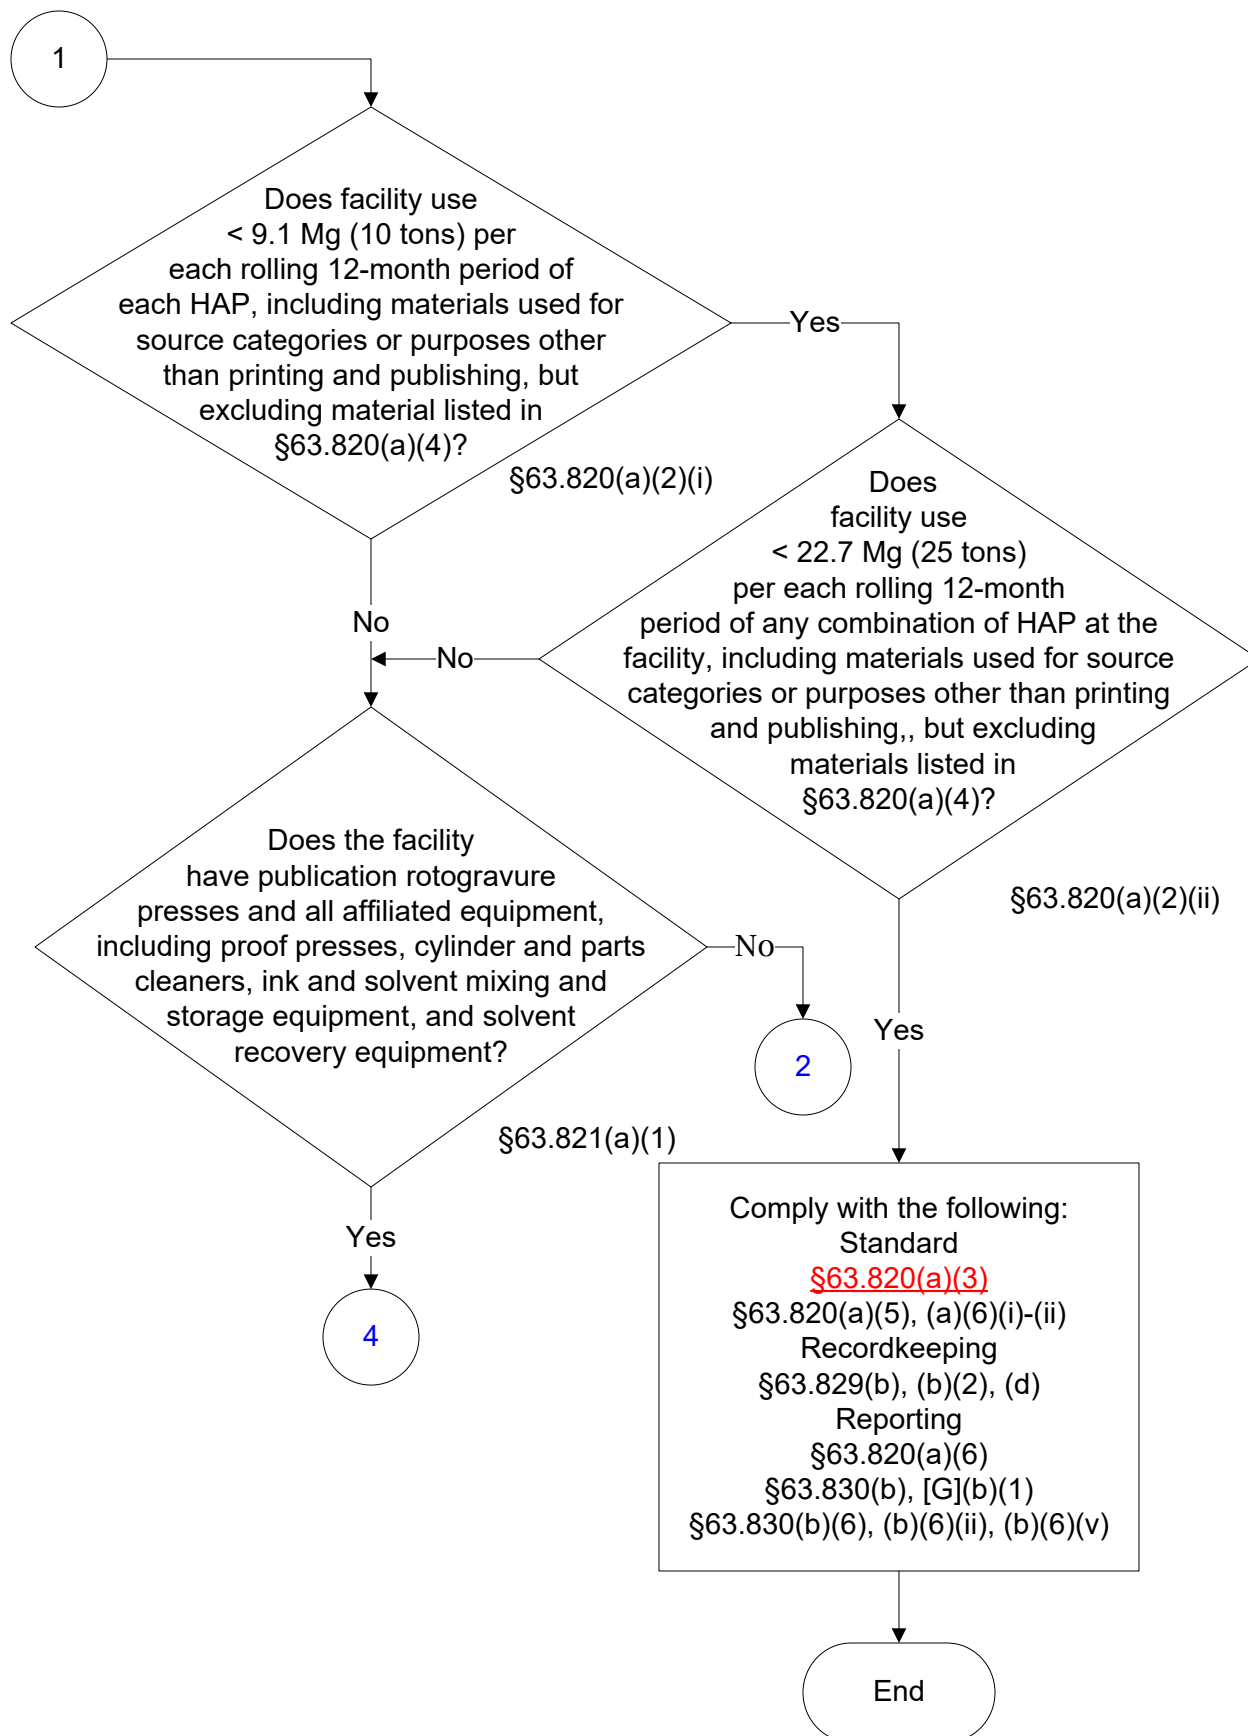 1
Does facility use
< 9.1 Mg (10 tons) per
each rolling 12-month period of
each HAP, including materials used for
source categories or purposes other
than printing and publishing, but
excluding material listed in
§63.820(a)(4)?
§63.820(a)(2)(i)
Yes
No
Does
facility use
< 22.7 Mg (25 tons)
per each rolling 12-month
period of any combination of HAP at the
facility, including materials used for source
categories or purposes other than printing
and publishing,, but excluding
materials listed in
§63.820(a)(4)?
§63.820(a)(2)(ii)
No
Yes
Does the facility
have publication rotogravure
presses and all affiliated equipment,
including proof presses, cylinder and parts
cleaners, ink and solvent mixing and
storage equipment, and solvent
recovery equipment?
§63.821(a)(1)
No
2
Yes
4
Comply with the following:
Standard
§63.820(a)(3)
§63.820(a)(5), (a)(6)(i)-(ii)
Recordkeeping
§63.829(b), (b)(2), (d)
Reporting
§63.820(a)(6)
§63.830(b), [G](b)(1)
§63.830(b)(6), (b)(6)(ii), (b)(6)(v)
End